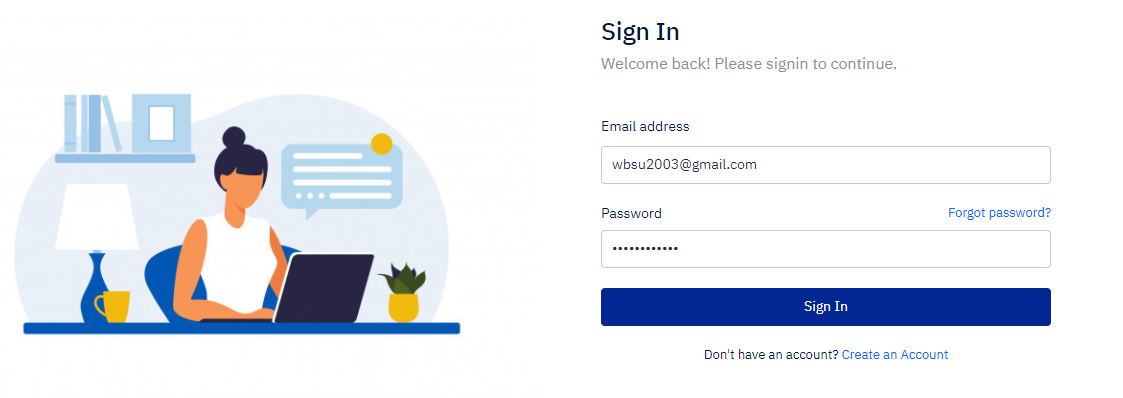 Sign In
Welcome back! Please signin to continue.
Email address
wbsu2003@gmail.com
Password Forgot password?
••••••••••••
Sign In
Don't have an account? Create an Account